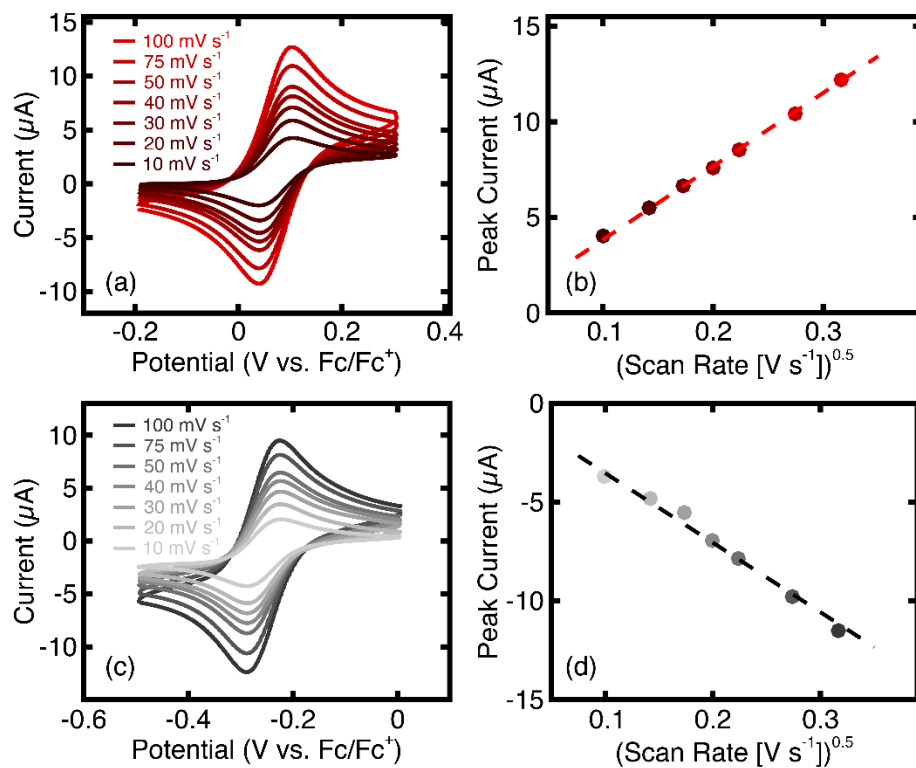 15
10
5
0
-5
-10
Current (µA)
100 mV s⁻¹
75 mV s⁻¹
50 mV s⁻¹
40 mV s⁻¹
30 mV s⁻¹
20 mV s⁻¹
10 mV s⁻¹
(a)
-0.2
0
0.2
0.4
Potential (V vs. Fc/Fc⁺)
15
10
5
0
Peak Current (µA)
(b)
0.1
0.2
0.3
(Scan Rate [V s⁻¹])⁰·⁵
10
5
0
-5
-10
-15
Current (µA)
100 mV s⁻¹
75 mV s⁻¹
50 mV s⁻¹
40 mV s⁻¹
30 mV s⁻¹
20 mV s⁻¹
10 mV s⁻¹
(c)
-0.6
-0.4
-0.2
0
Potential (V vs. Fc/Fc⁺)
0
-5
-10
-15
Peak Current (µA)
(d)
0.1
0.2
0.3
(Scan Rate [V s⁻¹])⁰·⁵